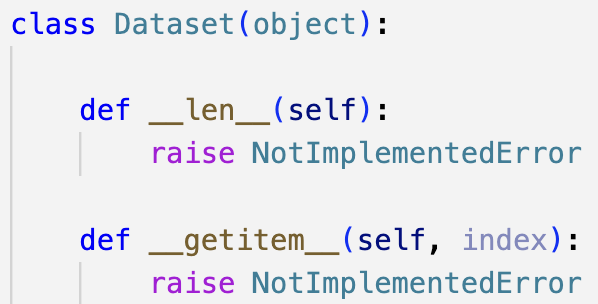 class Dataset(object):
    def __len__(self):
        raise NotImplementedError
    def __getitem__(self, index):
        raise NotImplementedError